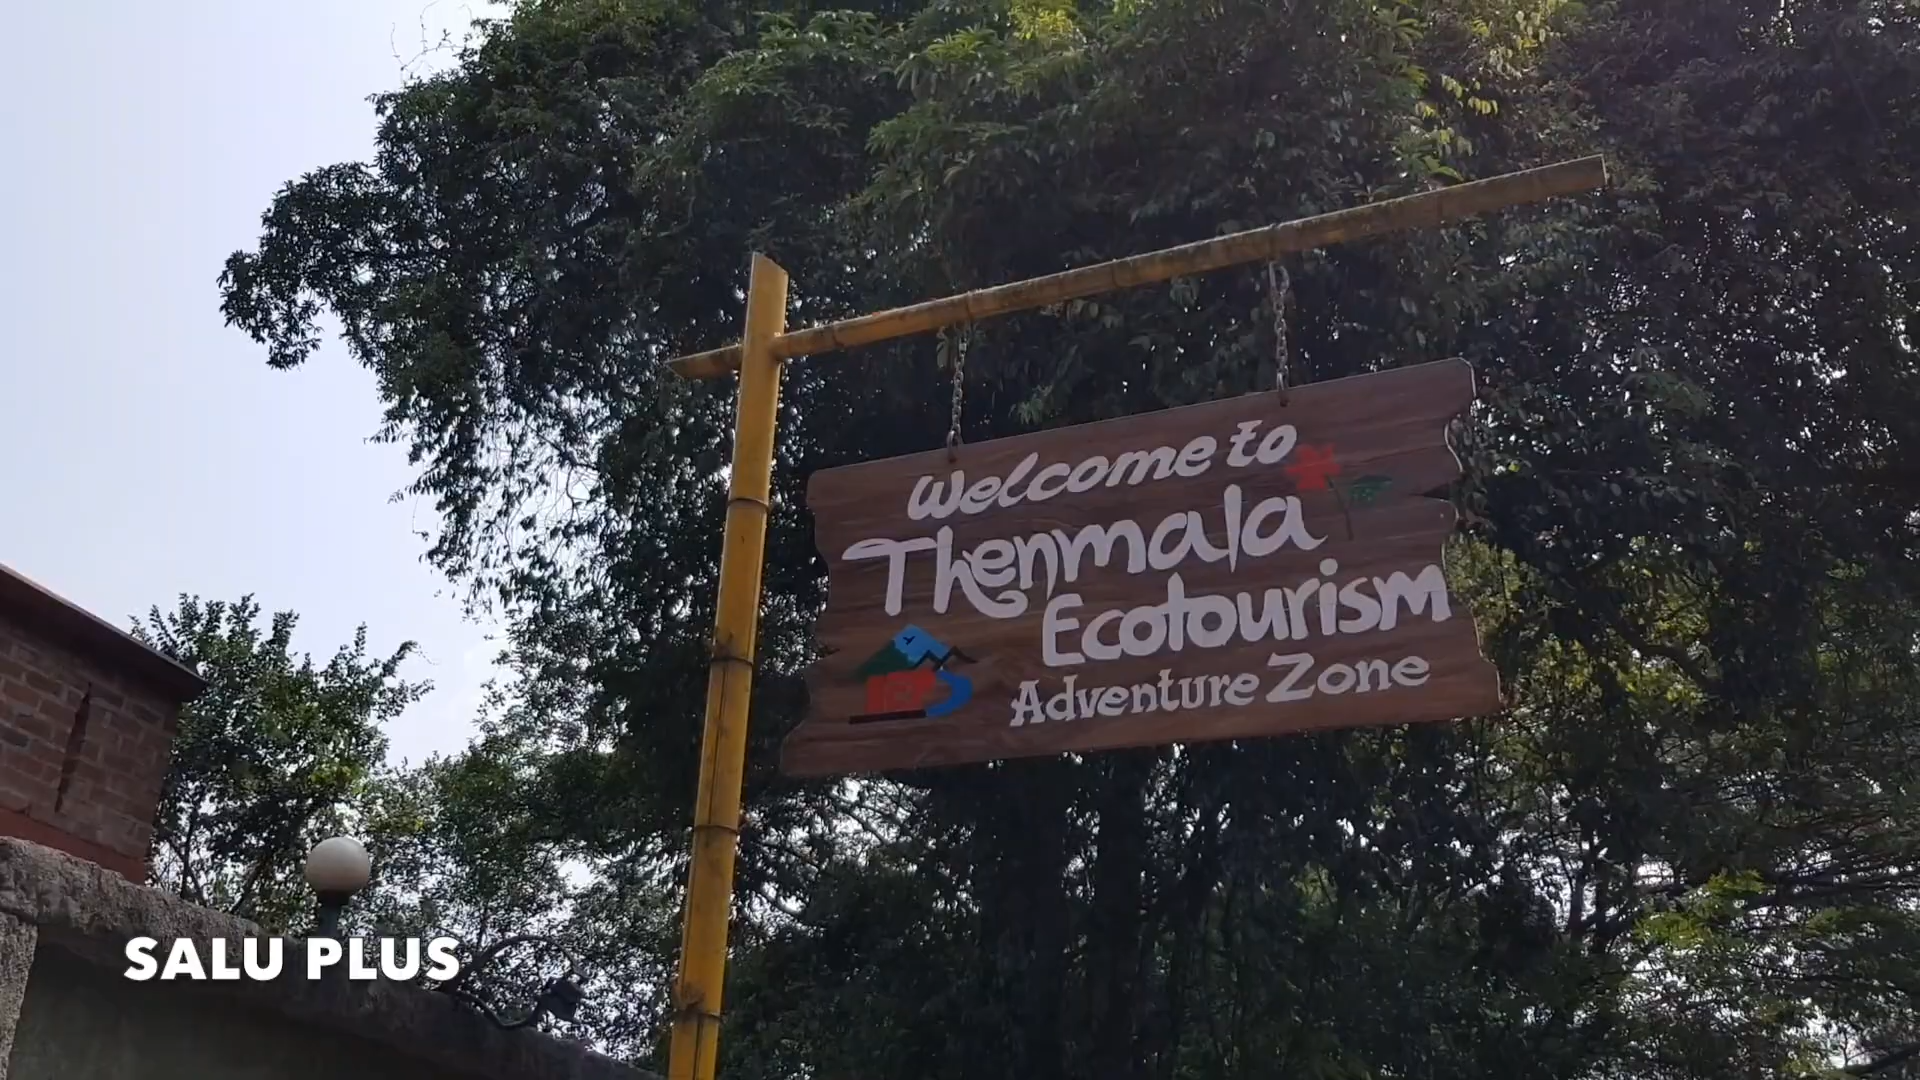 Welcome to
Thenmala
Ecotourism
Adventure Zone
SALU PLUS